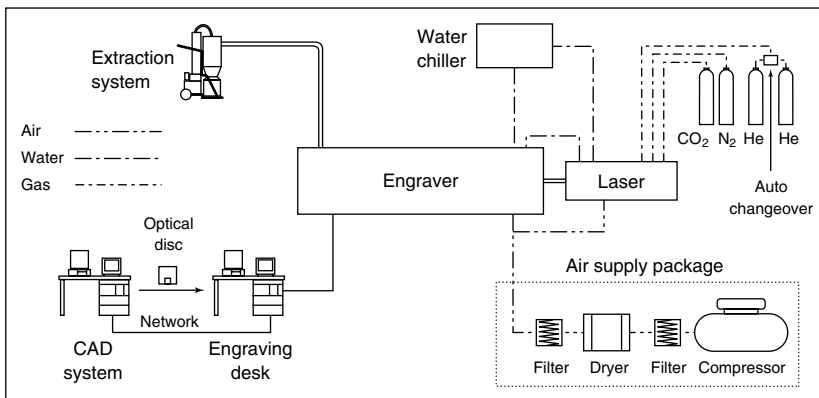 Extraction
system
Water
chiller
CO₂ N₂ He He
Auto
changeover
Air
Water
Gas
Engraver
Laser
Optical
disc
Network
CAD
system
Engraving
desk
Air supply package
Filter Dryer Filter Compressor